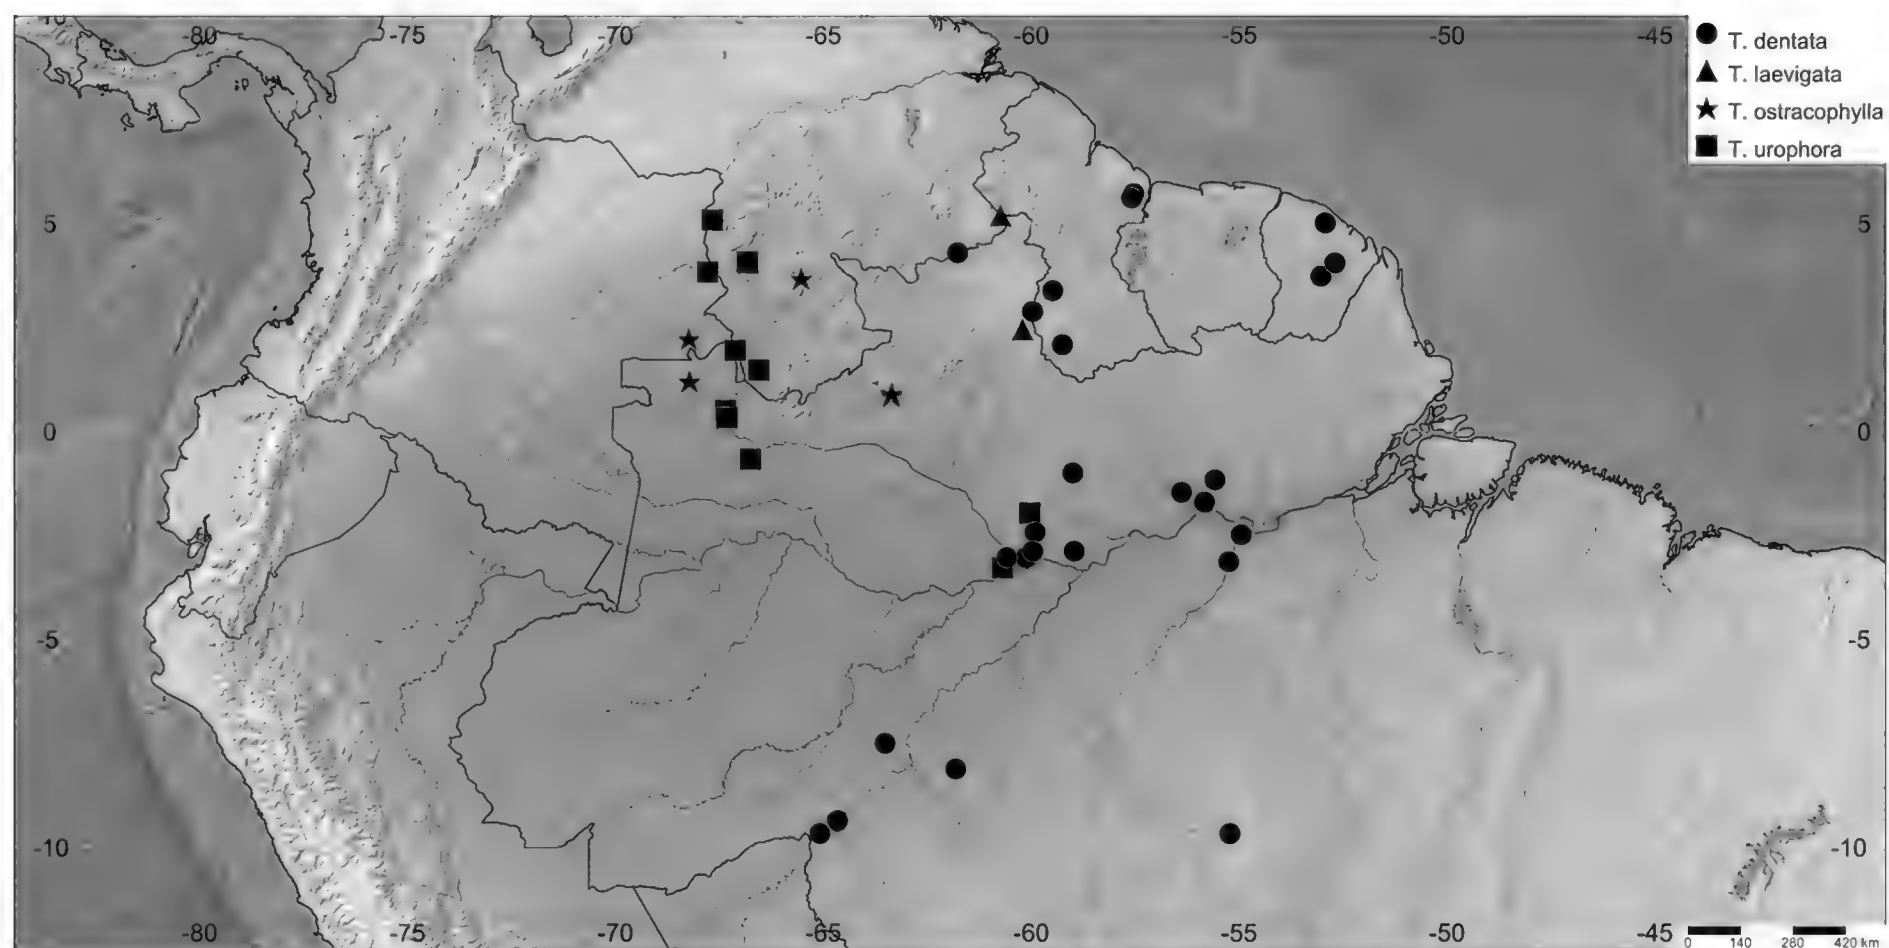 -80 -75 -70 -65 -60 -55 -50 -45
T. dentata
T. laevigata
T. ostracophylla
T. urophora
5 5
0 0
-5 -5
-10 -10
-80 -75 -70 -65 -60 -55 -50 -45
0 140 280 420 km